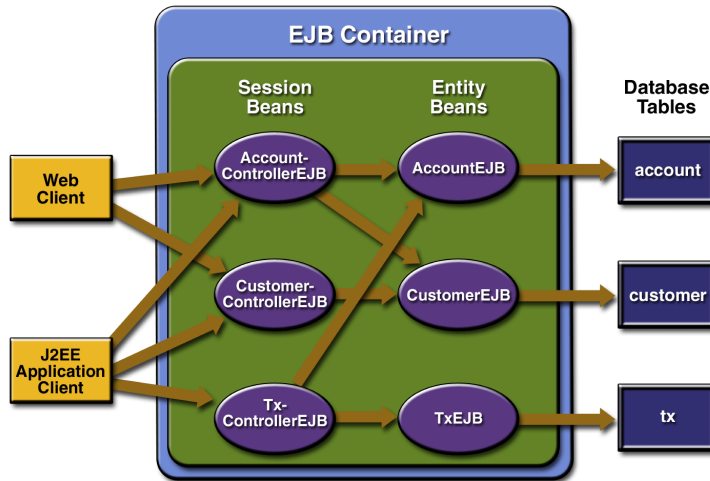 EJB Container
Session
Beans
Entity
Beans
Database
Tables
Web
Client
J2EE
Application
Client
Account-
ControllerEJB
AccountEJB
account
Customer-
ControllerEJB
CustomerEJB
customer
Tx-
ControllerEJB
TxEJB
tx